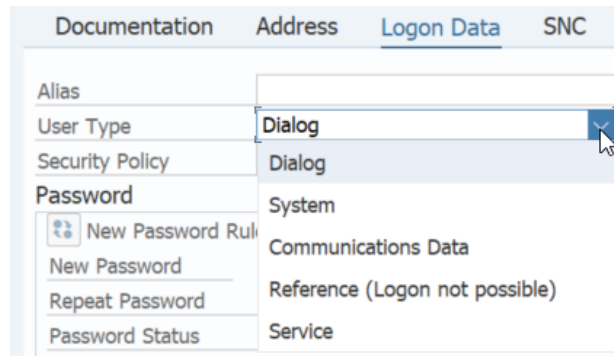 Documentation Address Logon Data SNC
Alias
User Type Dialog
Security Policy Dialog
Password
System
New Password Rul
Communications Data
New Password
Reference (Logon not possible)
Repeat Password
Service
Password Status